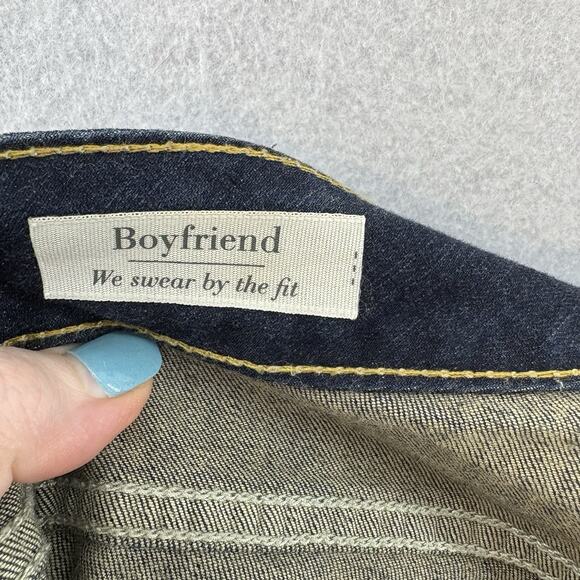 Boyfriend
We swear by the fit